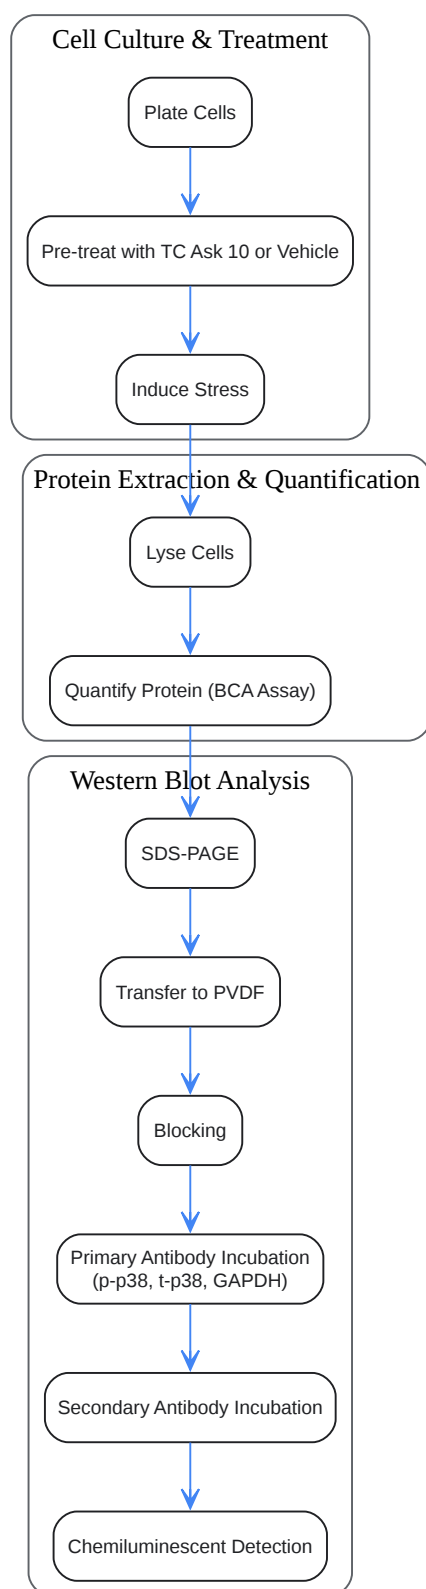 Cell Culture & Treatment
Plate Cells
Pre-treat with TC Ask 10 or Vehicle
Induce Stress
Protein Extraction & Quantification
Lyse Cells
Quantify Protein (BCA Assay)
Western Blot Analysis
SDS-PAGE
Transfer to PVDF
Blocking
Primary Antibody Incubation
(p-p38, t-p38, GAPDH)
Secondary Antibody Incubation
Chemiluminescent Detection